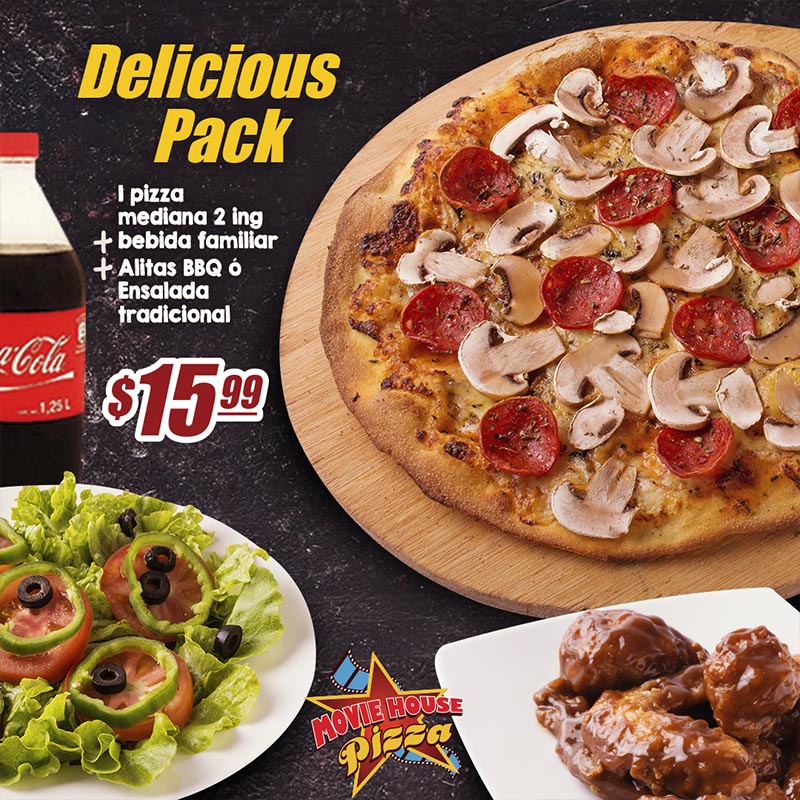 Delicious
Pack
1 pizza
mediana 2 ing
+ bebida familiar
+ Alitas BBQ ó
Ensalada
tradicional
$15.99
Cola
1,25 L
MOVIE HOUSE
Pizza